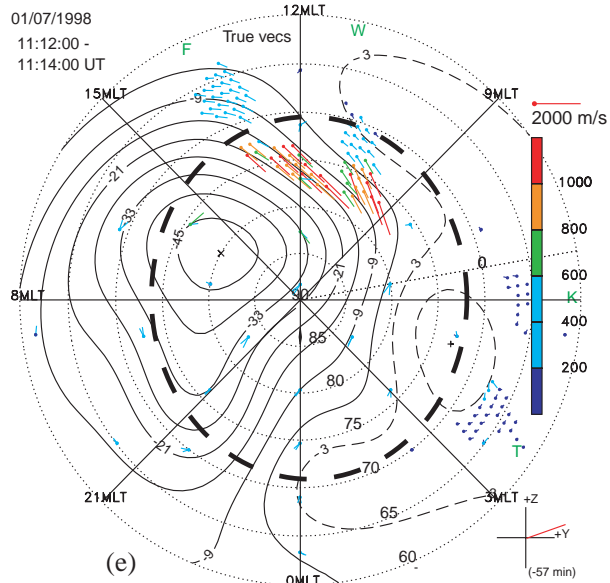 01/07/1998
11:12:00 -
11:14:00 UT
12MLT
True vecs
F
W
3
15MLT
9MLT
2000 m/s
-9
-21
-33
-45
-21
-9
3
0
1000
800
600
400
200
8MLT
90
K
-33
-9
85
80
75
70
65
60
-21
3
T
21MLT
3MLT
-9
0MLT
(e)
+Z
+Y
(-57 min)